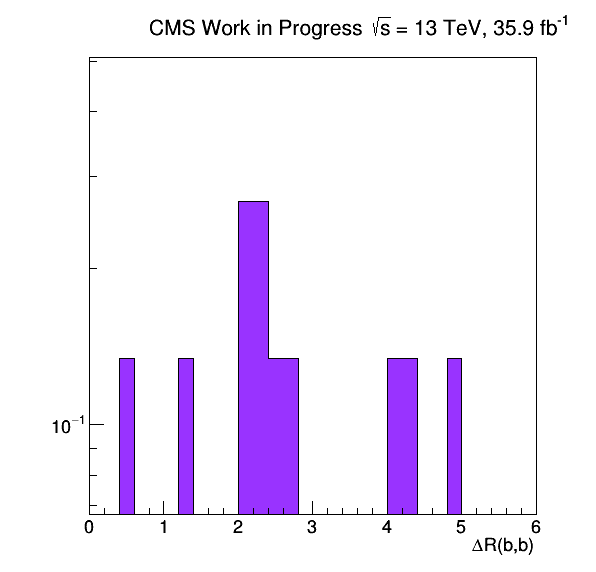 CMS Work in Progress √s = 13 TeV, 35.9 fb⁻¹
10⁻¹
0 1 2 3 4 5 6
ΔR(b,b)